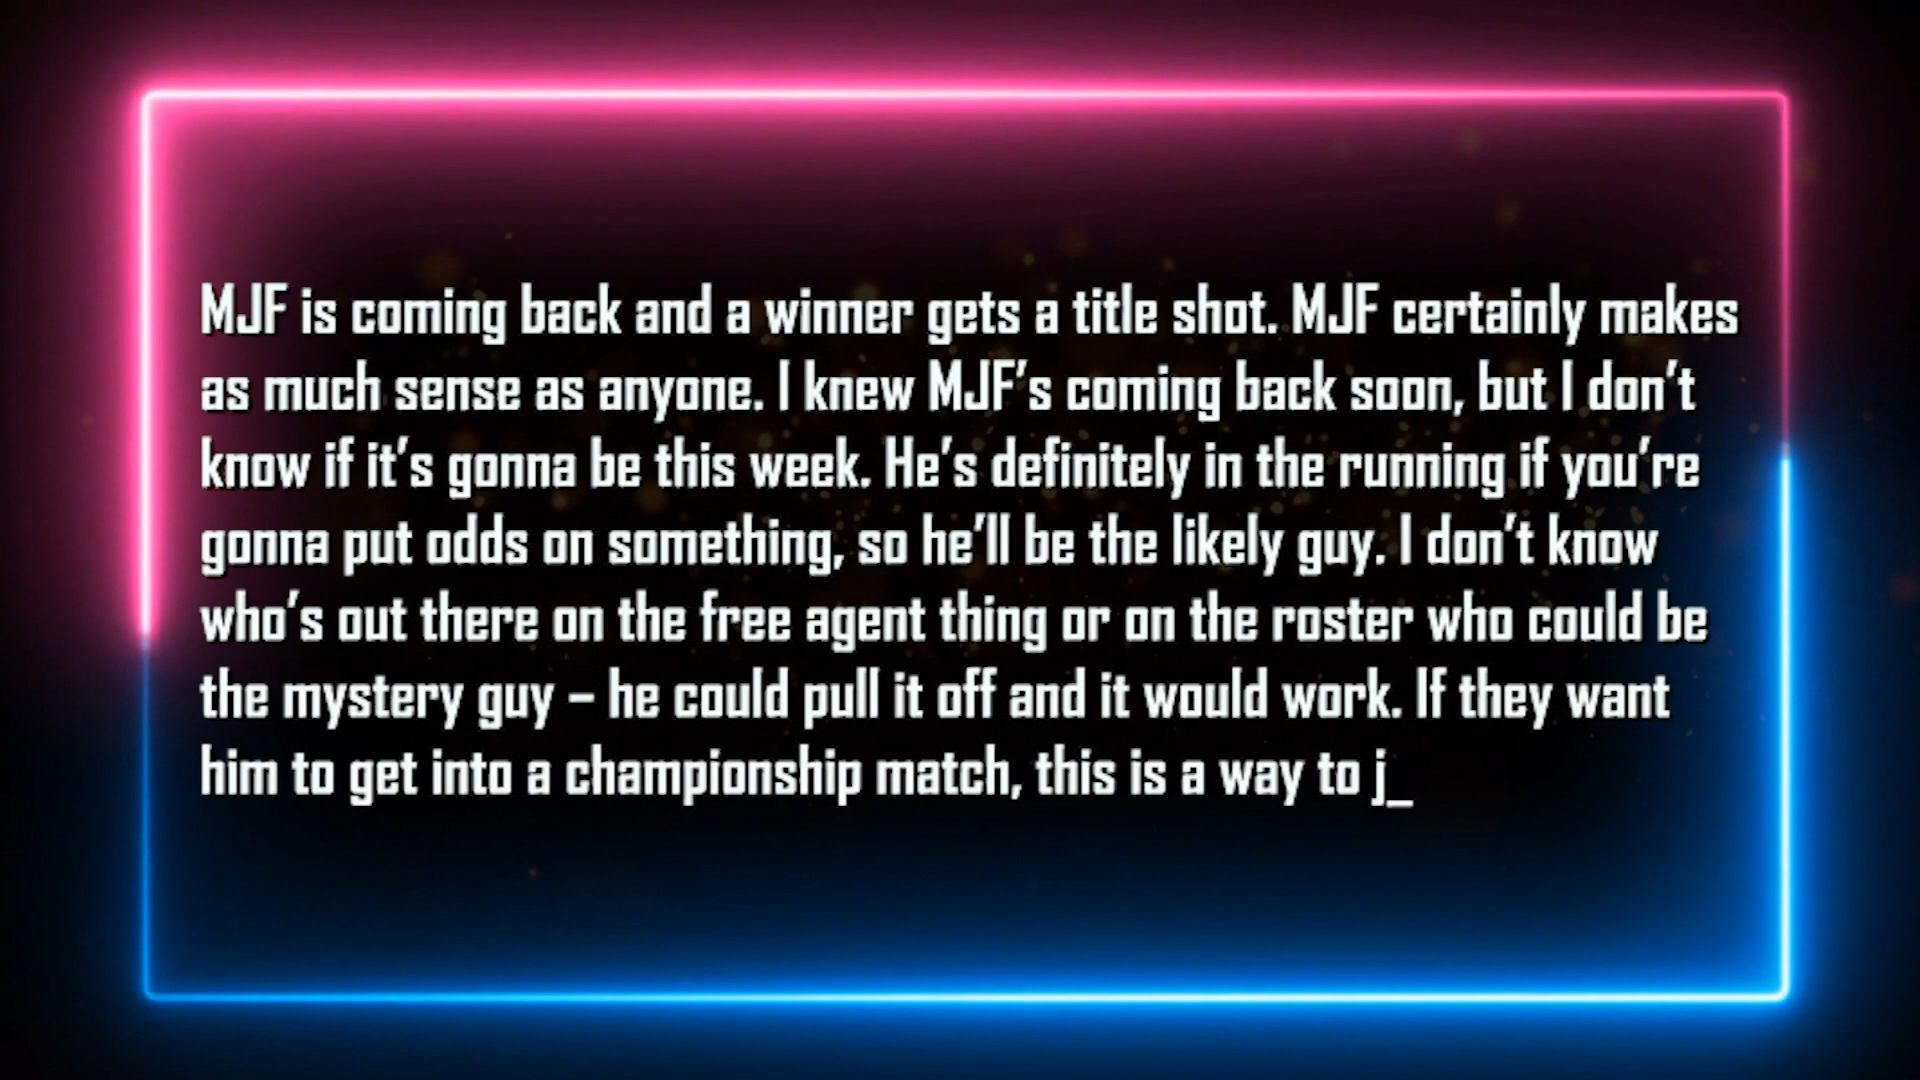 MJF is coming back and a winner gets a title shot. MJF certainly makes
as much sense as anyone. I knew MJF’s coming back soon, but I don’t
know if it’s gonna be this week. He’s definitely in the running if you’re
gonna put odds on something, so he’ll be the likely guy. I don’t know
who’s out there on the free agent thing or on the roster who could be
the mystery guy – he could pull it off and it would work. If they want
him to get into a championship match, this is a way to j_